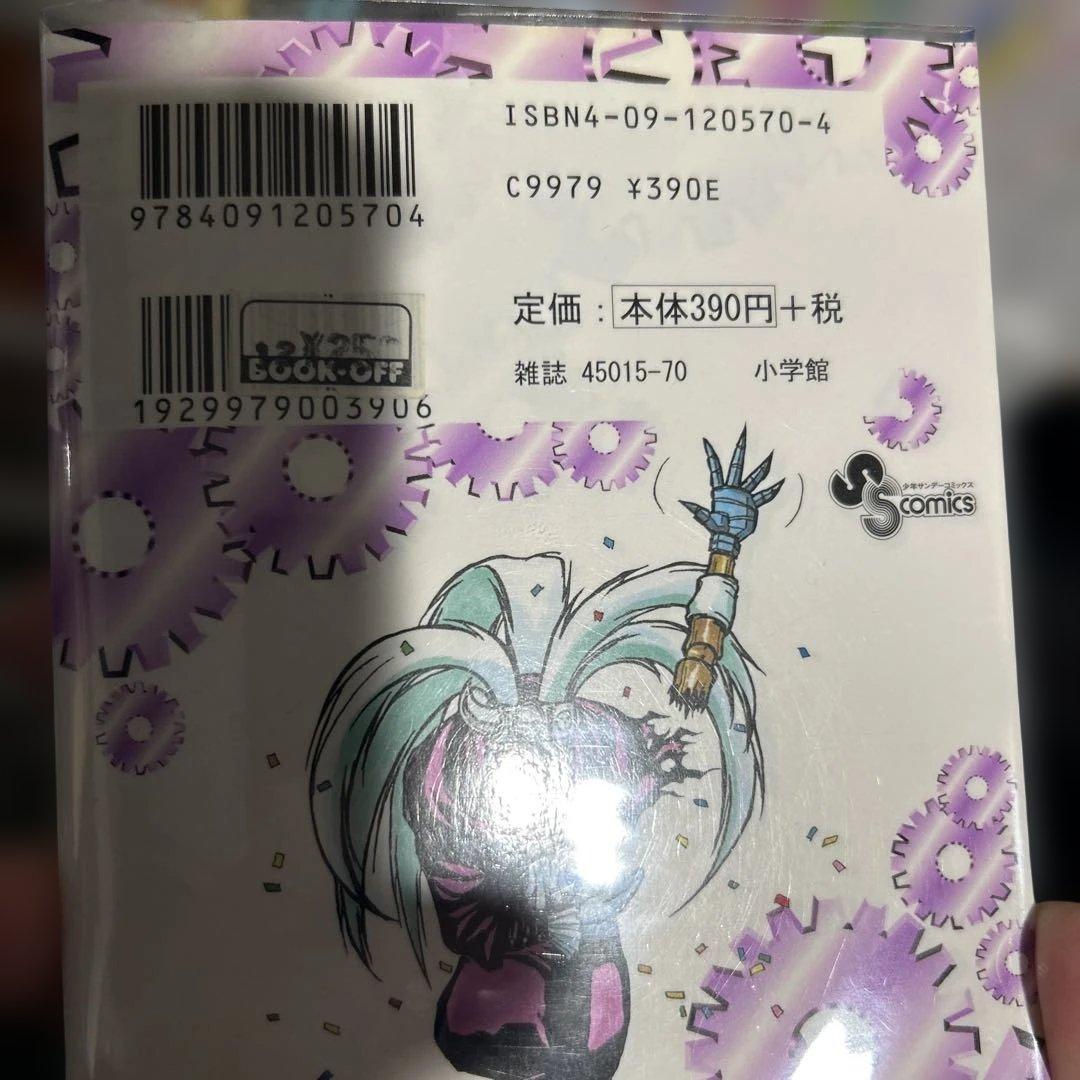 ISBN4-09-120570-4
9784091205704
C9979 ¥390E
定価：本体390円＋税
BOOK-OFF
雑誌 45015-70 小学館
1929979003906
少年サンデーコミックス
SS comics